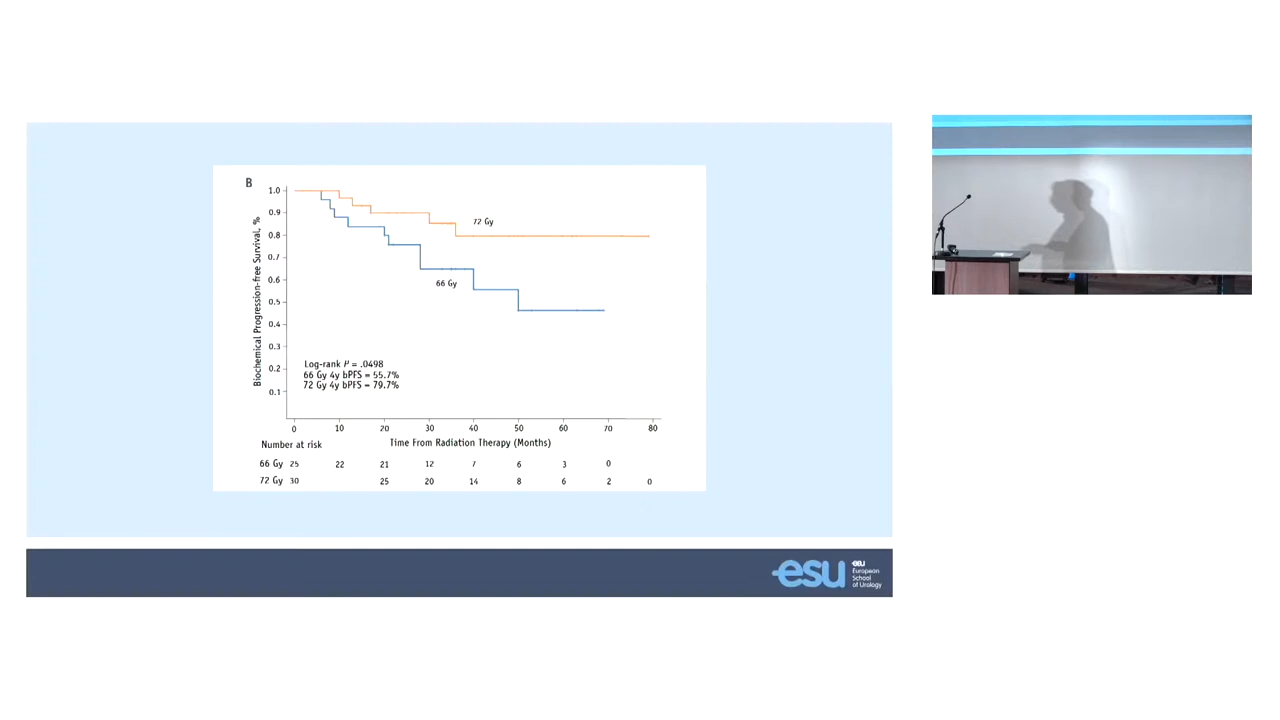 B
1.0
0.9
0.8
0.7
0.6
0.5
0.4
0.3
0.2
0.1
Biochemical Progression-free Survival, %
72 Gy
66 Gy
Log-rank P = .0498
66 Gy 4y bPFS = 55.7%
72 Gy 4y bPFS = 79.7%
0 10 20 30 40 50 60 70 80
Number at risk
Time From Radiation Therapy (Months)
66 Gy 25 22 21 12 7 6 3 0
72 Gy 30 25 20 14 8 6 2 0
esu
esu
European
School
of Urology